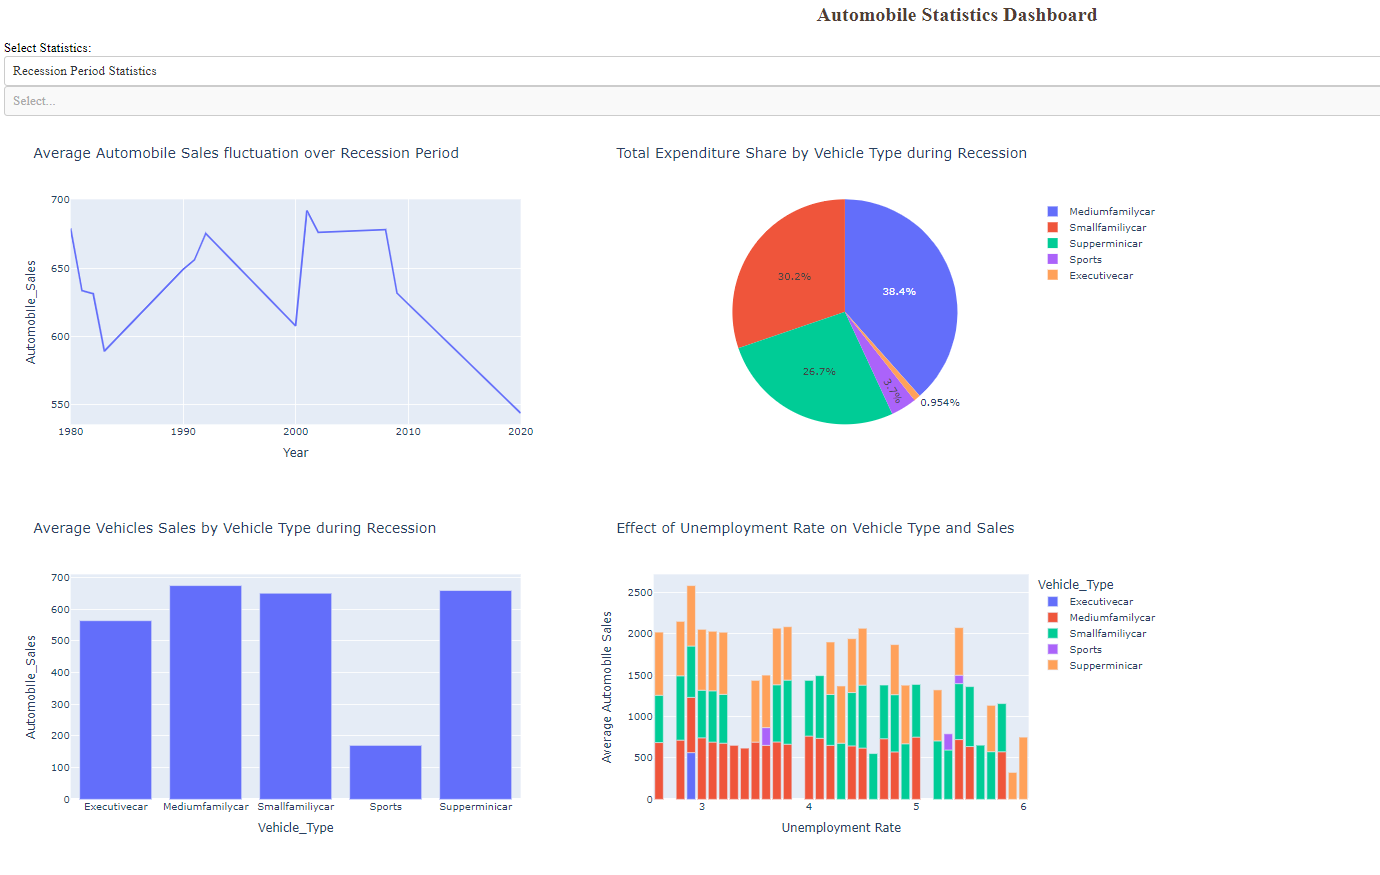 Automobile Statistics Dashboard
Select Statistics:
Recession Period Statistics
Select...
Average Automobile Sales fluctuation over Recession Period
700
650
600
550
Automobile_Sales
1980 1990 2000 2010 2020
Year
Total Expenditure Share by Vehicle Type during Recession
38.4%
30.2%
26.7%
3.7%
0.954%
Mediumfamilycar
Smallfamiliycar
Supperminicar
Sports
Executivecar
Average Vehicles Sales by Vehicle Type during Recession
700
600
500
400
300
200
100
0
Automobile_Sales
Executivecar Mediumfamilycar Smallfamiliycar Sports Supperminicar
Vehicle_Type
Effect of Unemployment Rate on Vehicle Type and Sales
2500
2000
1500
1000
500
0
Average Automobile Sales
3 4 5 6
Unemployment Rate
Vehicle_Type
Executivecar
Mediumfamilycar
Smallfamiliycar
Sports
Supperminicar